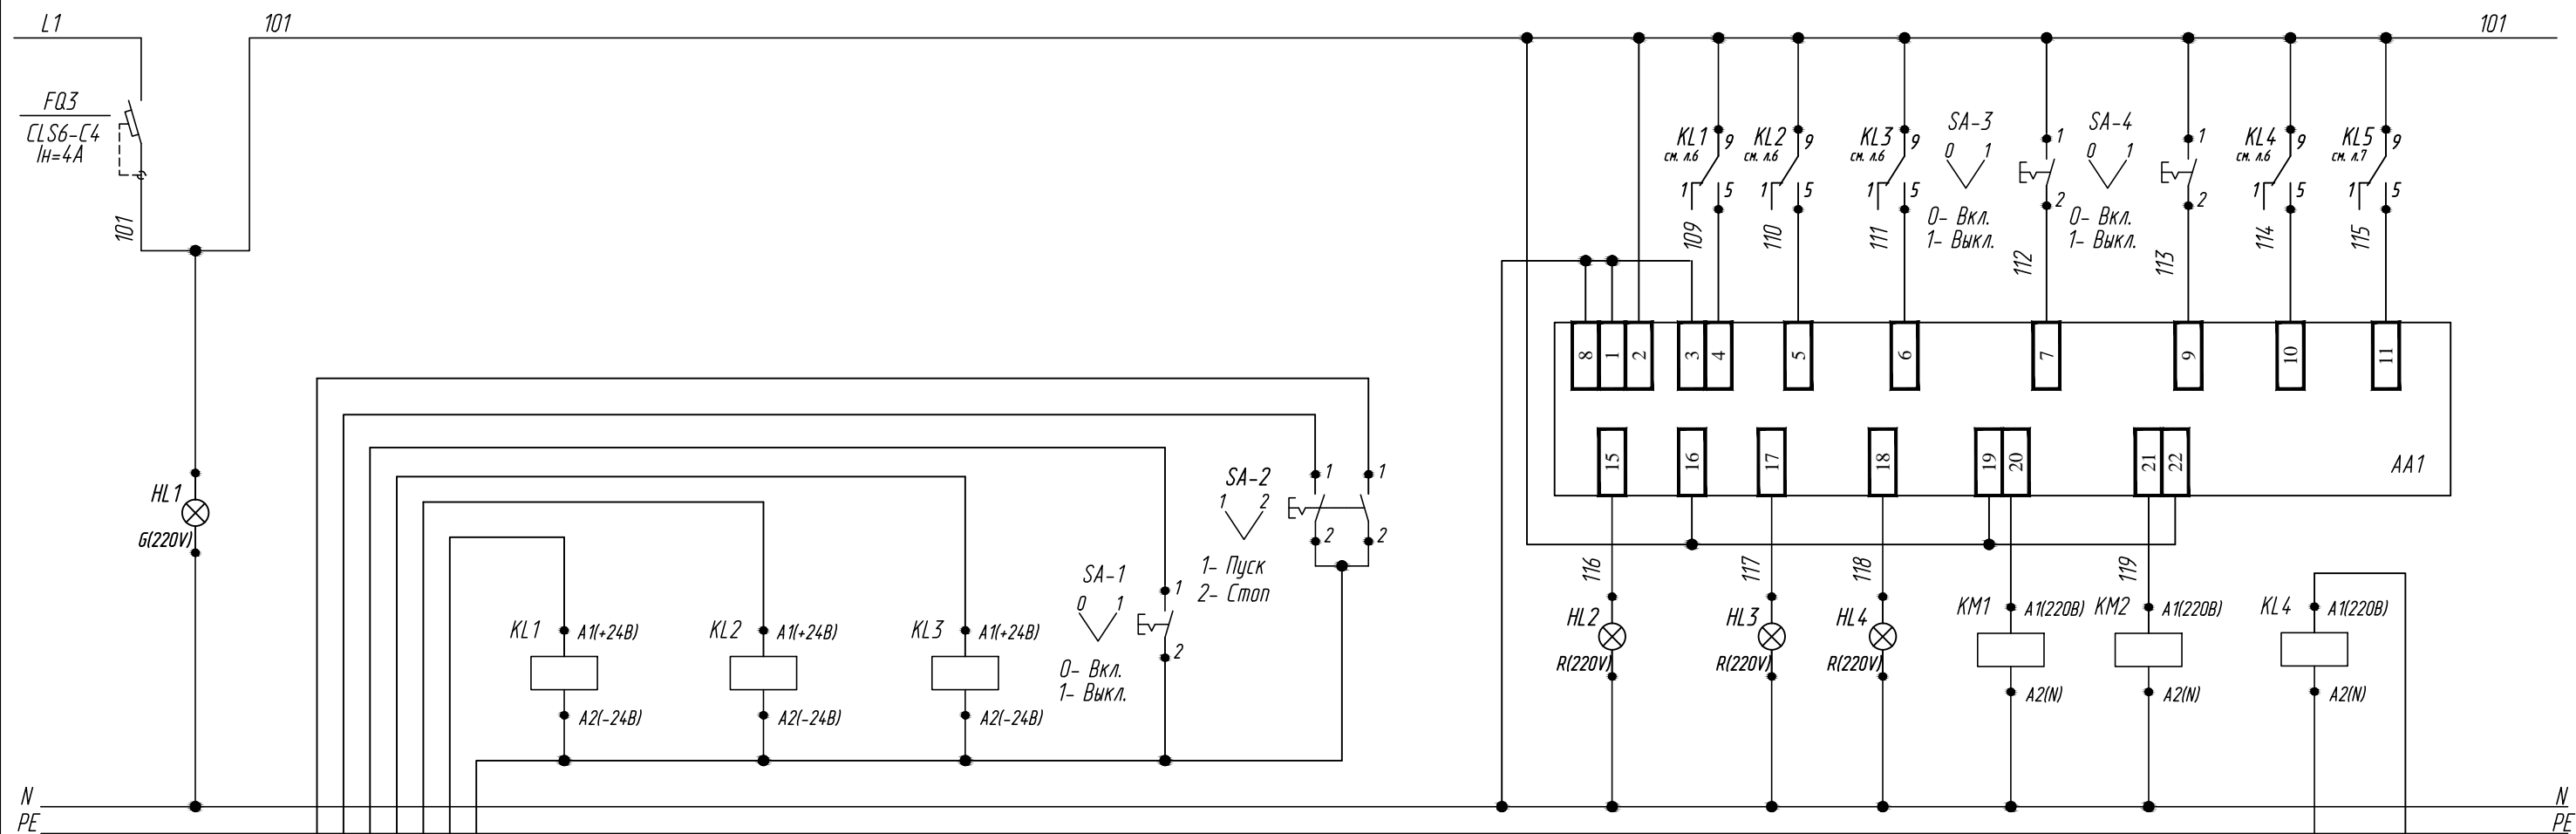 L1
101
101
FQ3
CLS6-C4
Iн=4A
101
HL1
G(220V)
KL1
см. л.6
9
1
5
109
KL2
см. л.6
9
1
5
110
KL3
см. л.6
9
1
5
111
SA-3
0 1
0- Вкл.
1- Выкл.
1
2
112
SA-4
0 1
0- Вкл.
1- Выкл.
1
2
113
KL4
см. л.6
9
1
5
114
KL5
см. л.7
9
1
5
115
8 1 2 3 4 5 6 7 9 10 11
15 16 17 18 19 20 21 22
AA1
SA-2
1 2
1- Пуск
2- Стоп
1 1
2 2
SA-1
0 1
0- Вкл.
1- Выкл.
1
2
KL1
A1(+24В)
A2(-24В)
KL2
A1(+24В)
A2(-24В)
KL3
A1(+24В)
A2(-24В)
116
HL2
R(220V)
117
HL3
R(220V)
118
HL4
R(220V)
KM1
A1(220В)
A2(N)
119
KM2
A1(220В)
A2(N)
KL4
A1(220В)
A2(N)
N
N
PE
PE